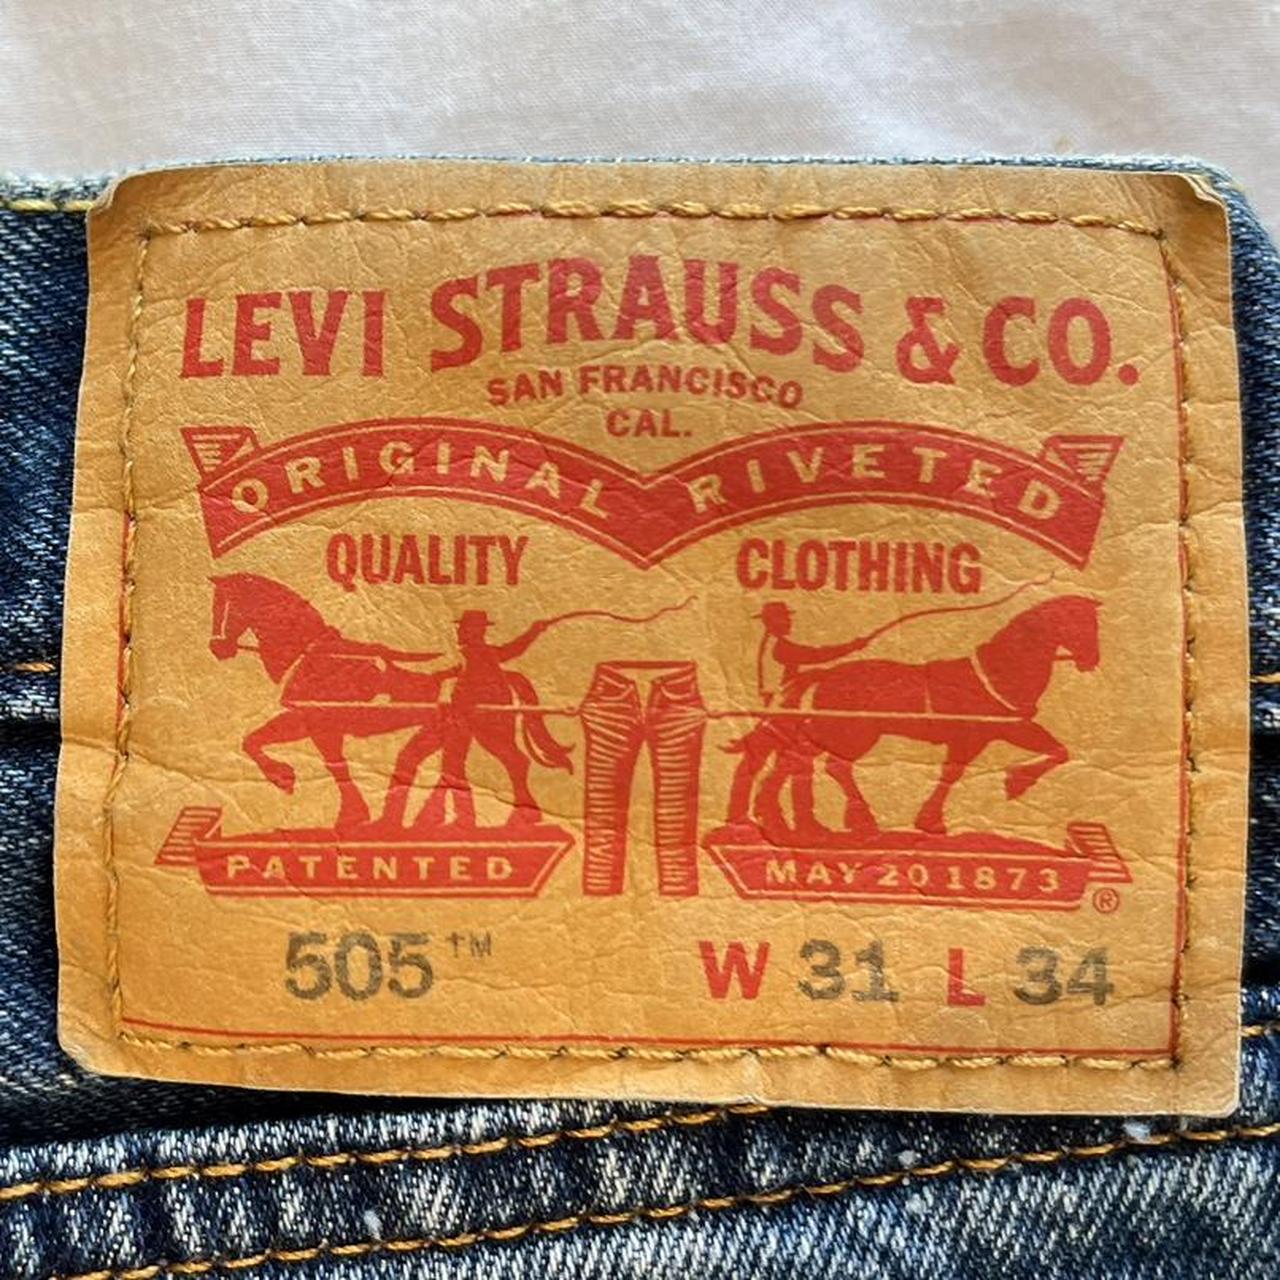 LEVI STRAUSS & CO.
SAN FRANCISCO
CAL.
ORIGINAL RIVETED
QUALITY CLOTHING
PATENTED MAY 20 1873 ®
505™ W 31 L 34